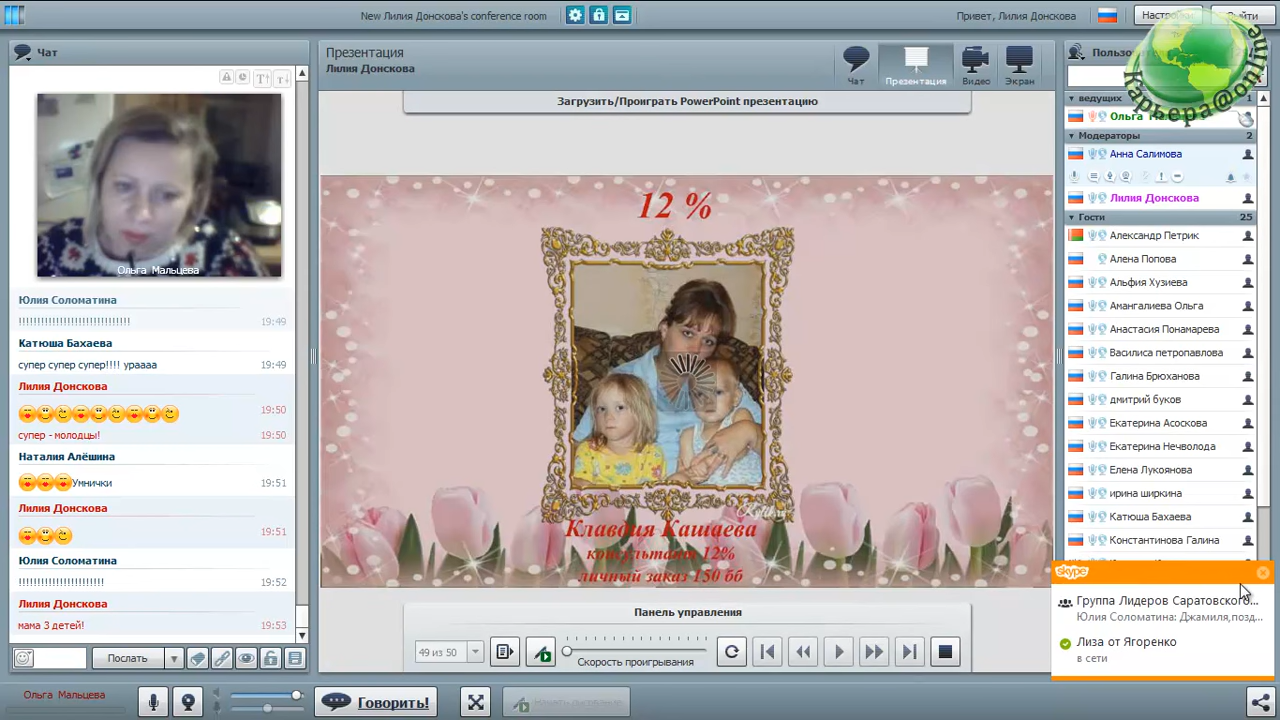 New Лилия Донскова's conference room
Привет, Лилия Донскова
Настройки
Выйти
Чат
Ольга Мальцева
Юлия Соломатина
!!!!!!!!!!!!!!!!!!!!!!!!!!!!!! 19:49
Катюша Бахаева
супер супер супер!!!! ураааа 19:49
Лилия Донскова
19:50
супер - молодцы! 19:50
Наталия Алёшина
Умнички 19:51
Лилия Донскова
19:51
Юлия Соломатина
!!!!!!!!!!!!!!!!!!!!!!! 19:52
Лилия Донскова
мама 3 детей! 19:53
Послать
Презентация
Лилия Донскова
Чат
Презентация
Видео
Экран
Загрузить/Проиграть PowerPoint презентацию
12 %
Клавдия Кашаева
консультант 12%
личный заказ 150 бб
Панель управления
49 из 50
Скорость проигрывания
карьера@online
ведущих 1
Ольга
Модераторы 2
Анна Салимова
Лилия Донскова
Гости 25
Александр Петрик
Алена Попова
Альфия Хузиева
Амангалиева Ольга
Анастасия Понамарева
Василиса петропавлова
Галина Брюханова
дмитрий буков
Екатерина Асоскова
Екатерина Нечволода
Елена Лукоянова
ирина ширкина
Катюша Бахаева
Константинова Галина
skype
Группа Лидеров Саратовского...
Юлия Соломатина: Джамиля,позд...
Лиза от Ягоренко
в сети
Ольга Мальцева
Говорить!